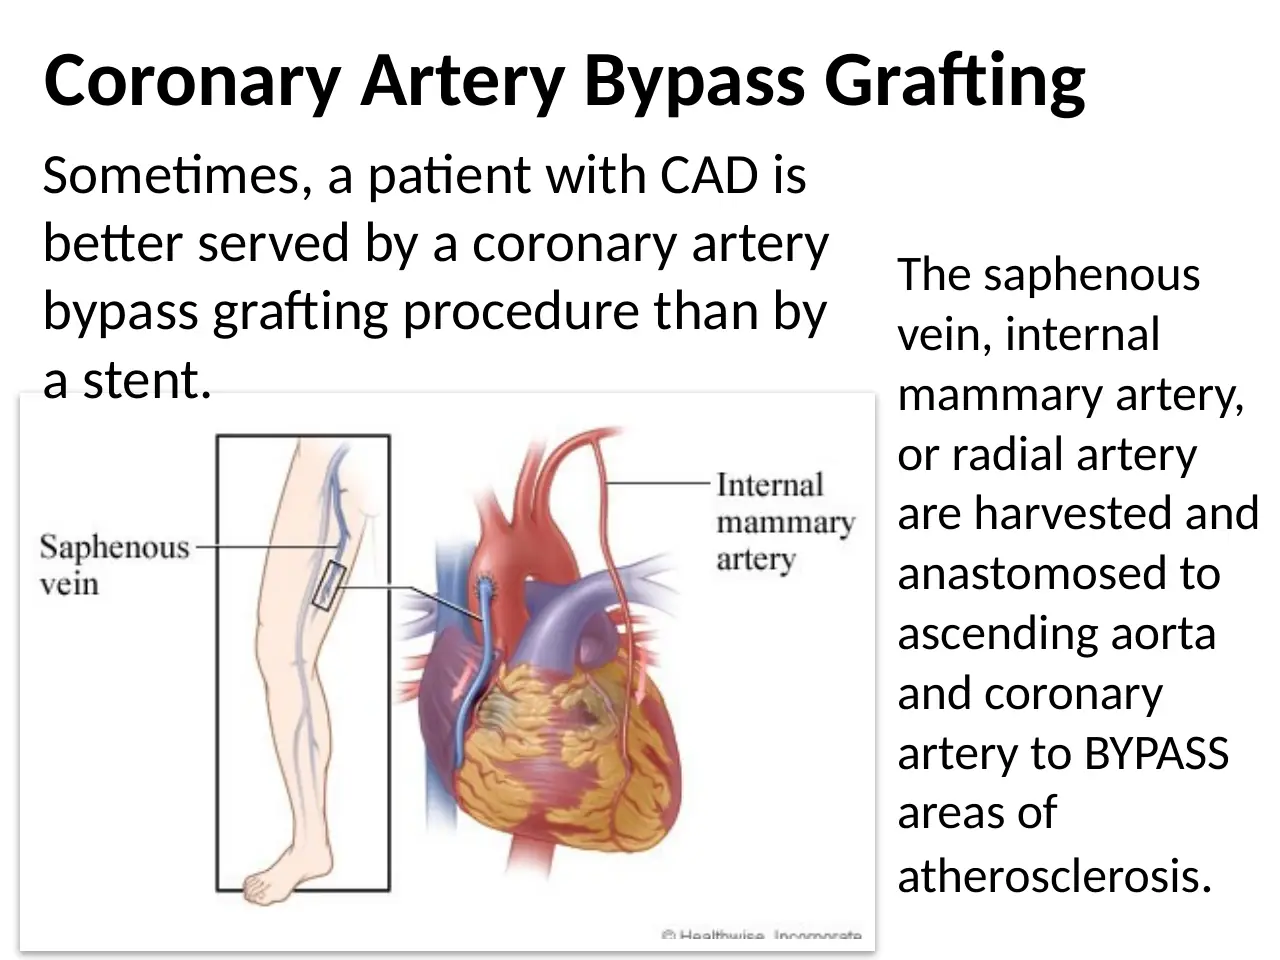 Coronary Artery Bypass Grafting
Sometimes, a patient with CAD is
better served by a coronary artery
bypass grafting procedure than by
a stent.
The saphenous
vein, internal
mammary artery,
or radial artery
are harvested and
anastomosed to
ascending aorta
and coronary
artery to BYPASS
areas of
atherosclerosis.
Saphenous
vein
Internal
mammary
artery
© Healthwise, Incorporate